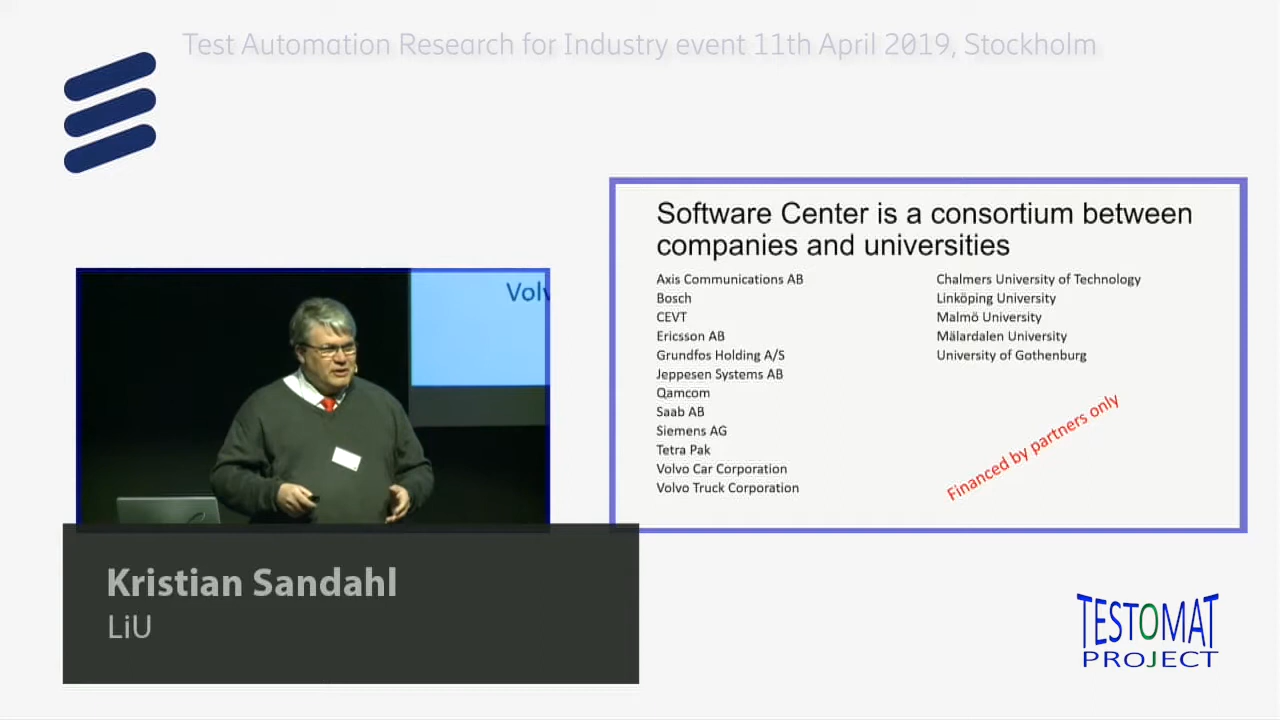 Test Automation Research for Industry event 11th April 2019, Stockholm
Software Center is a consortium between
companies and universities
Axis Communications AB
Bosch
CEVT
Ericsson AB
Grundfos Holding A/S
Jeppesen Systems AB
Qamcom
Saab AB
Siemens AG
Tetra Pak
Volvo Car Corporation
Volvo Truck Corporation
Chalmers University of Technology
Linköping University
Malmö University
Mälardalen University
University of Gothenburg
Financed by partners only
Kristian Sandahl
LiU
TESTOMAT
PROJECT